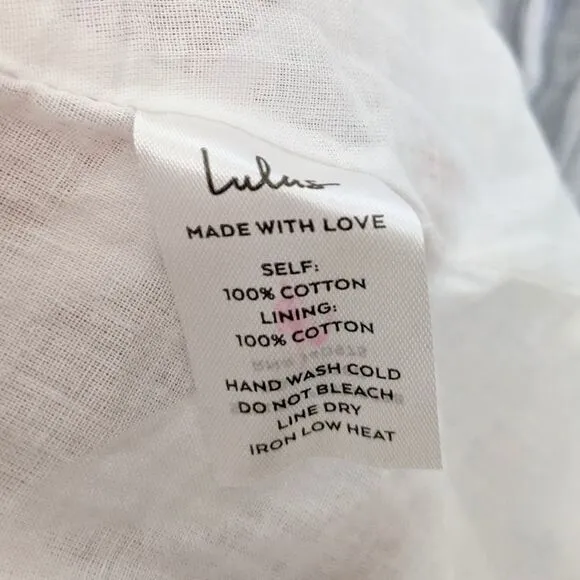 Lulus
MADE WITH LOVE
SELF:
100% COTTON
LINING:
100% COTTON
HAND WASH COLD
DO NOT BLEACH
LINE DRY
IRON LOW HEAT